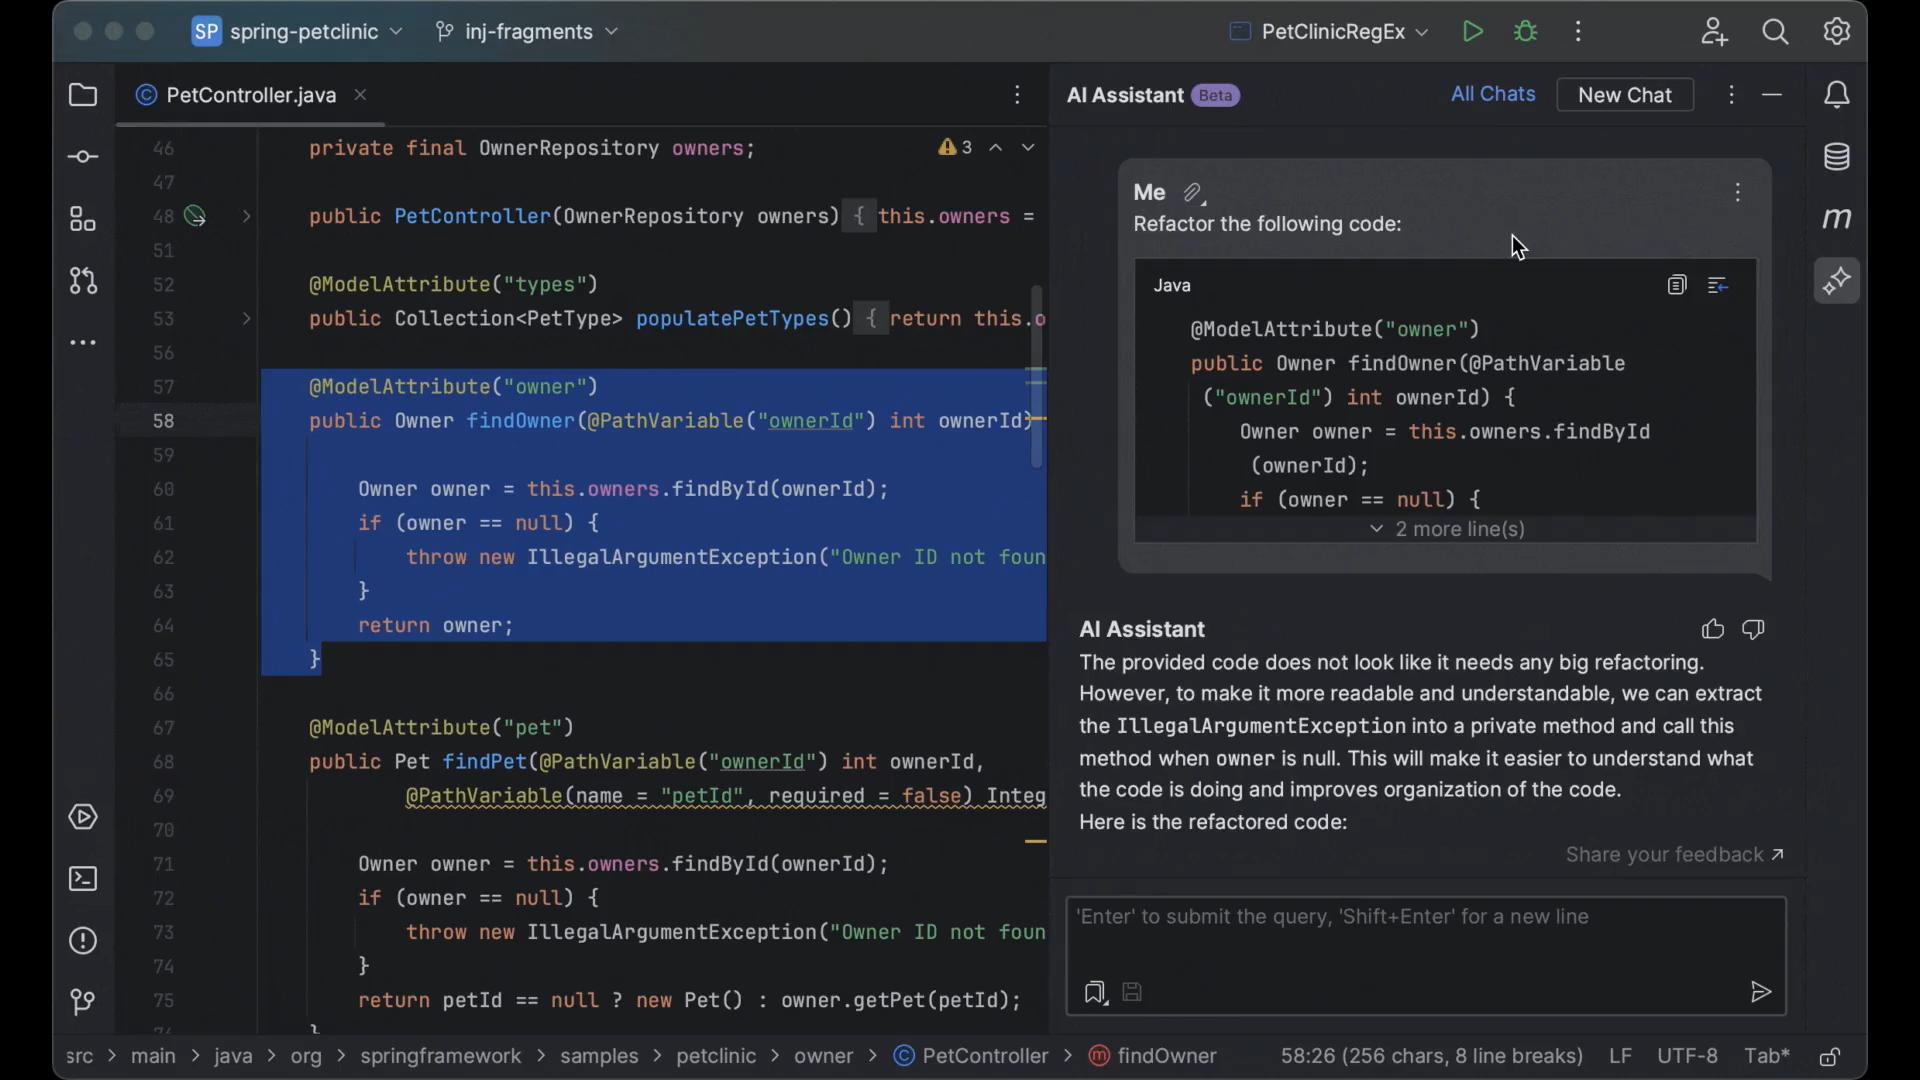 SP spring-petclinic inj-fragments PetClinicRegEx
PetController.java
AI Assistant Beta All Chats New Chat
46 private final OwnerRepository owners; 3
47
48 public PetController(OwnerRepository owners) { this.owners =
51
52 @ModelAttribute("types")
53 public Collection<PetType> populatePetTypes() { return this.o
56
57 @ModelAttribute("owner")
58 public Owner findOwner(@PathVariable("ownerId") int ownerId)
59
60 Owner owner = this.owners.findById(ownerId);
61 if (owner == null) {
62 throw new IllegalArgumentException("Owner ID not foun
63 }
64 return owner;
65 }
66
67 @ModelAttribute("pet")
68 public Pet findPet(@PathVariable("ownerId") int ownerId,
69 @PathVariable(name = "petId", required = false) Integ
70
71 Owner owner = this.owners.findById(ownerId);
72 if (owner == null) {
73 throw new IllegalArgumentException("Owner ID not foun
74 }
75 return petId == null ? new Pet() : owner.getPet(petId);
Me
Refactor the following code:
Java
@ModelAttribute("owner")
public Owner findOwner(@PathVariable
("ownerId") int ownerId) {
Owner owner = this.owners.findById
(ownerId);
if (owner == null) {
2 more line(s)
AI Assistant
The provided code does not look like it needs any big refactoring.
However, to make it more readable and understandable, we can extract
the IllegalArgumentException into a private method and call this
method when owner is null. This will make it easier to understand what
the code is doing and improves organization of the code.
Here is the refactored code:
Share your feedback ↗
'Enter' to submit the query, 'Shift+Enter' for a new line
src > main > java > org > springframework > samples > petclinic > owner > PetController > findOwner 58:26 (256 chars, 8 line breaks) LF UTF-8 Tab*